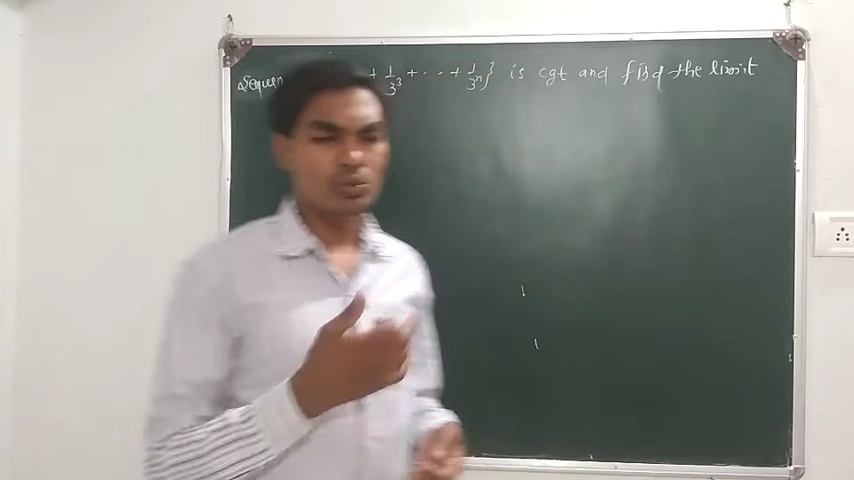 Sequen + 1/3³ + ... + 1/3ⁿ} is cgt and find the limit